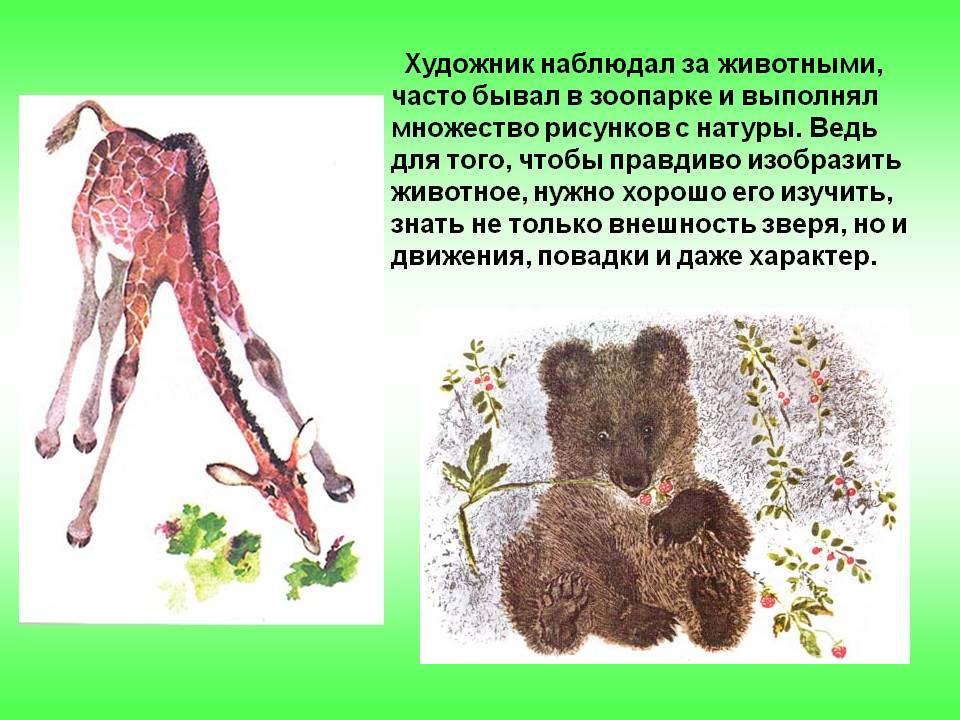 Художник наблюдал за животными,
часто бывал в зоопарке и выполнял
множество рисунков с натуры. Ведь
для того, чтобы правдиво изобразить
животное, нужно хорошо его изучить,
знать не только внешность зверя, но и
движения, повадки и даже характер.